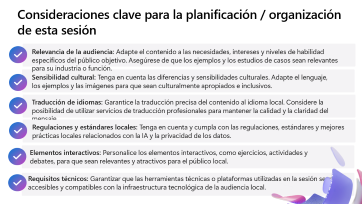 Consideraciones clave para la planificación / organización
de esta sesión
Relevancia de la audiencia: Adapte el contenido a las necesidades, intereses y niveles de habilidad
específicos del público objetivo. Asegúrese de que los ejemplos y los estudios de casos sean relevantes
para su industria o función.
Sensibilidad cultural: Tenga en cuenta las diferencias y sensibilidades culturales. Adapte el lenguaje,
los ejemplos y las imágenes para que sean culturalmente apropiados e inclusivos.
Traducción de idiomas: Garantice la traducción precisa del contenido al idioma local. Considere la
posibilidad de utilizar servicios de traducción profesionales para mantener la calidad y la claridad del
mensaje.
Regulaciones y estándares locales: Tenga en cuenta y cumpla con las regulaciones, estándares y mejores
prácticas locales relacionados con la IA y la privacidad de los datos.
Elementos interactivos: Personalice los elementos interactivos, como ejercicios, actividades y
debates, para que sean relevantes y atractivos para el público local.
Requisitos técnicos: Garantizar que las herramientas técnicas o plataformas utilizadas en la sesión sean
accesibles y compatibles con la infraestructura tecnológica de la audiencia local.